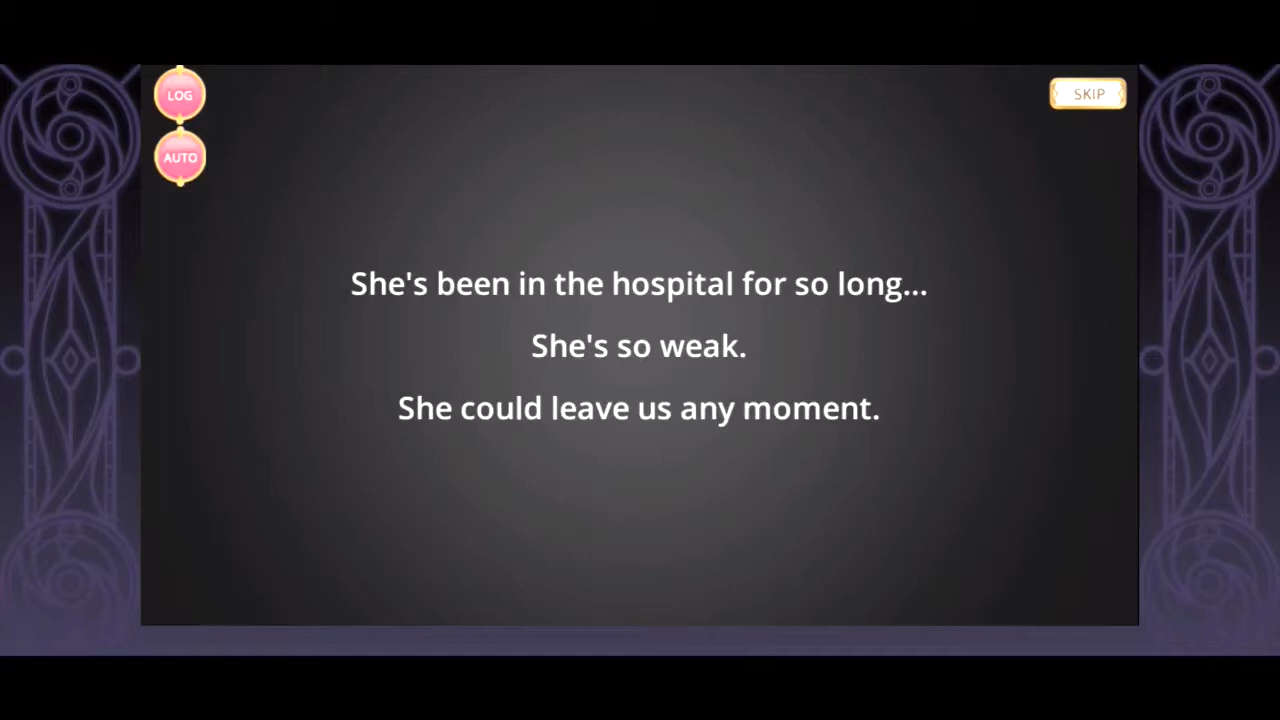 LOG
SKIP
AUTO
She's been in the hospital for so long...
She's so weak.
She could leave us any moment.